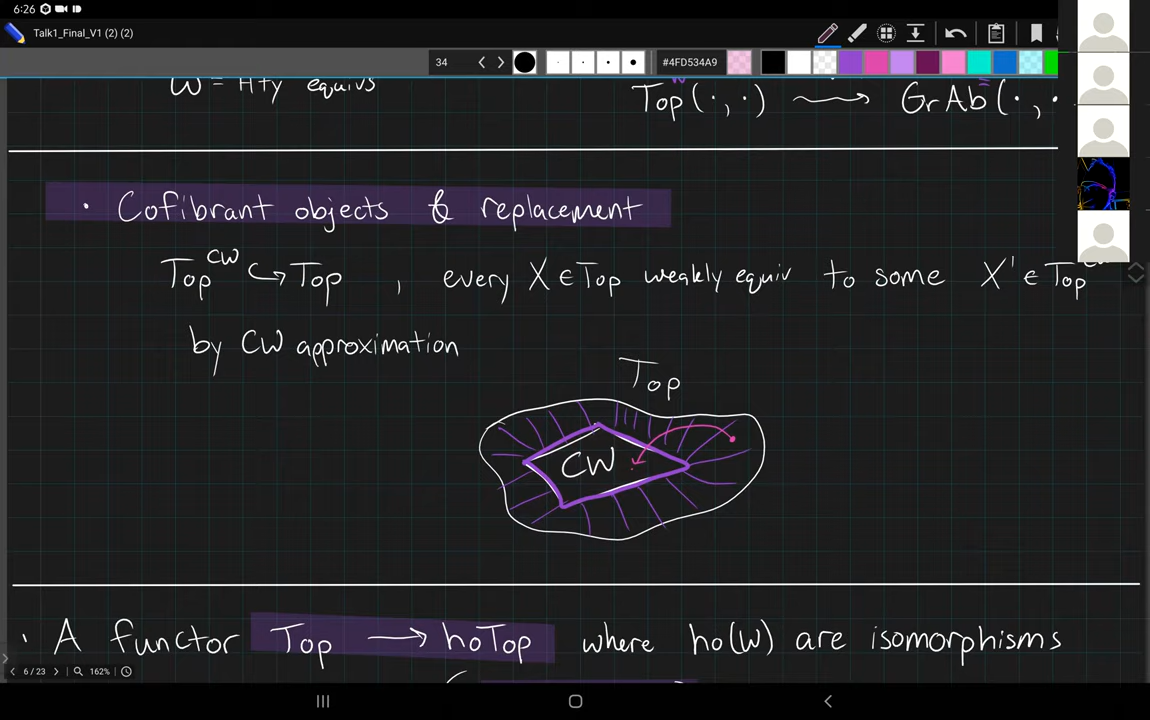 6:26
Talk1_Final_V1 (2) (2)
34
#4FD534A9
W = Hty equivs
Top(·,·) ⟿ GrAb(·,·
· Cofibrant objects & replacement
Top^CW ↪ Top , every X ∈ Top weakly equiv to some X' ∈ Top^CW
by CW approximation
Top
CW
· A functor Top → hoTop where ho(W) are isomorphisms
6 / 23
162%